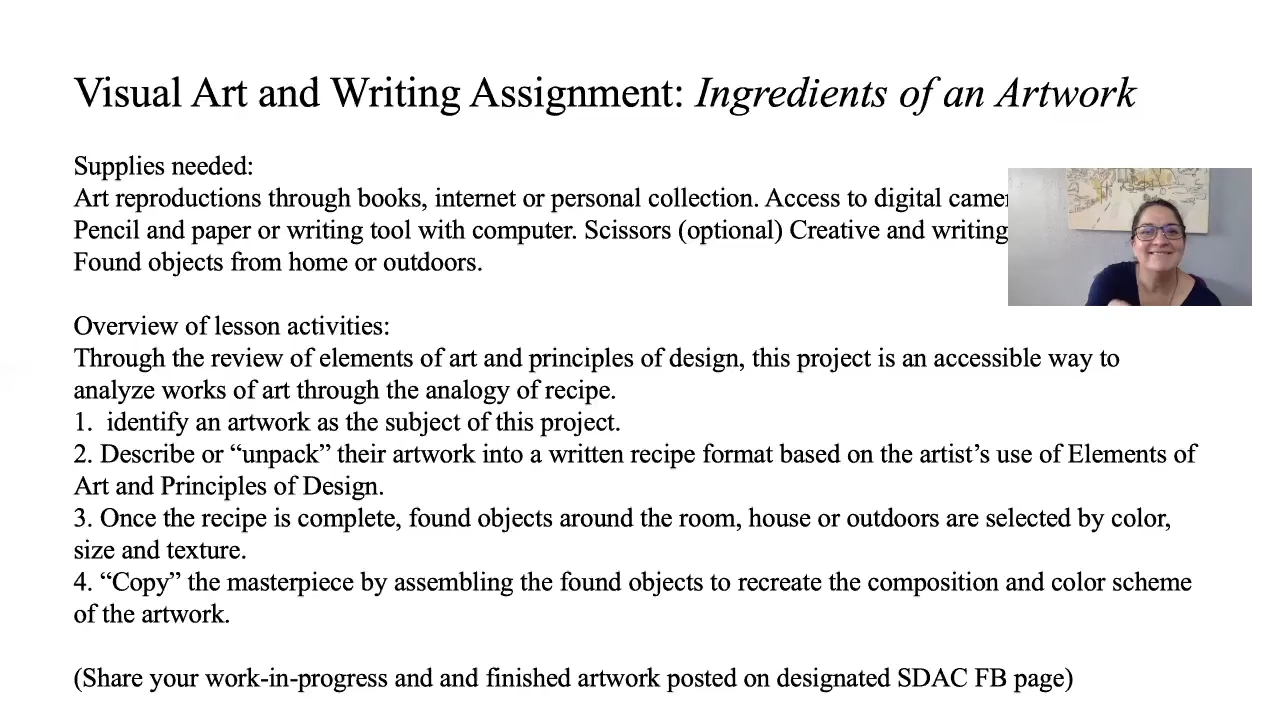 Visual Art and Writing Assignment: Ingredients of an Artwork
Supplies needed:
Art reproductions through books, internet or personal collection. Access to digital
Pencil and paper or writing tool with computer. Scissors (optional) Creative and writing
Found objects from home or outdoors.
Overview of lesson activities:
Through the review of elements of art and principles of design, this project is an accessible way to
analyze works of art through the analogy of recipe.
1.  identify an artwork as the subject of this project.
2. Describe or “unpack” their artwork into a written recipe format based on the artist’s use of Elements of
Art and Principles of Design.
3. Once the recipe is complete, found objects around the room, house or outdoors are selected by color,
size and texture.
4. “Copy” the masterpiece by assembling the found objects to recreate the composition and color scheme
of the artwork.
(Share your work-in-progress and and finished artwork posted on designated SDAC FB page)